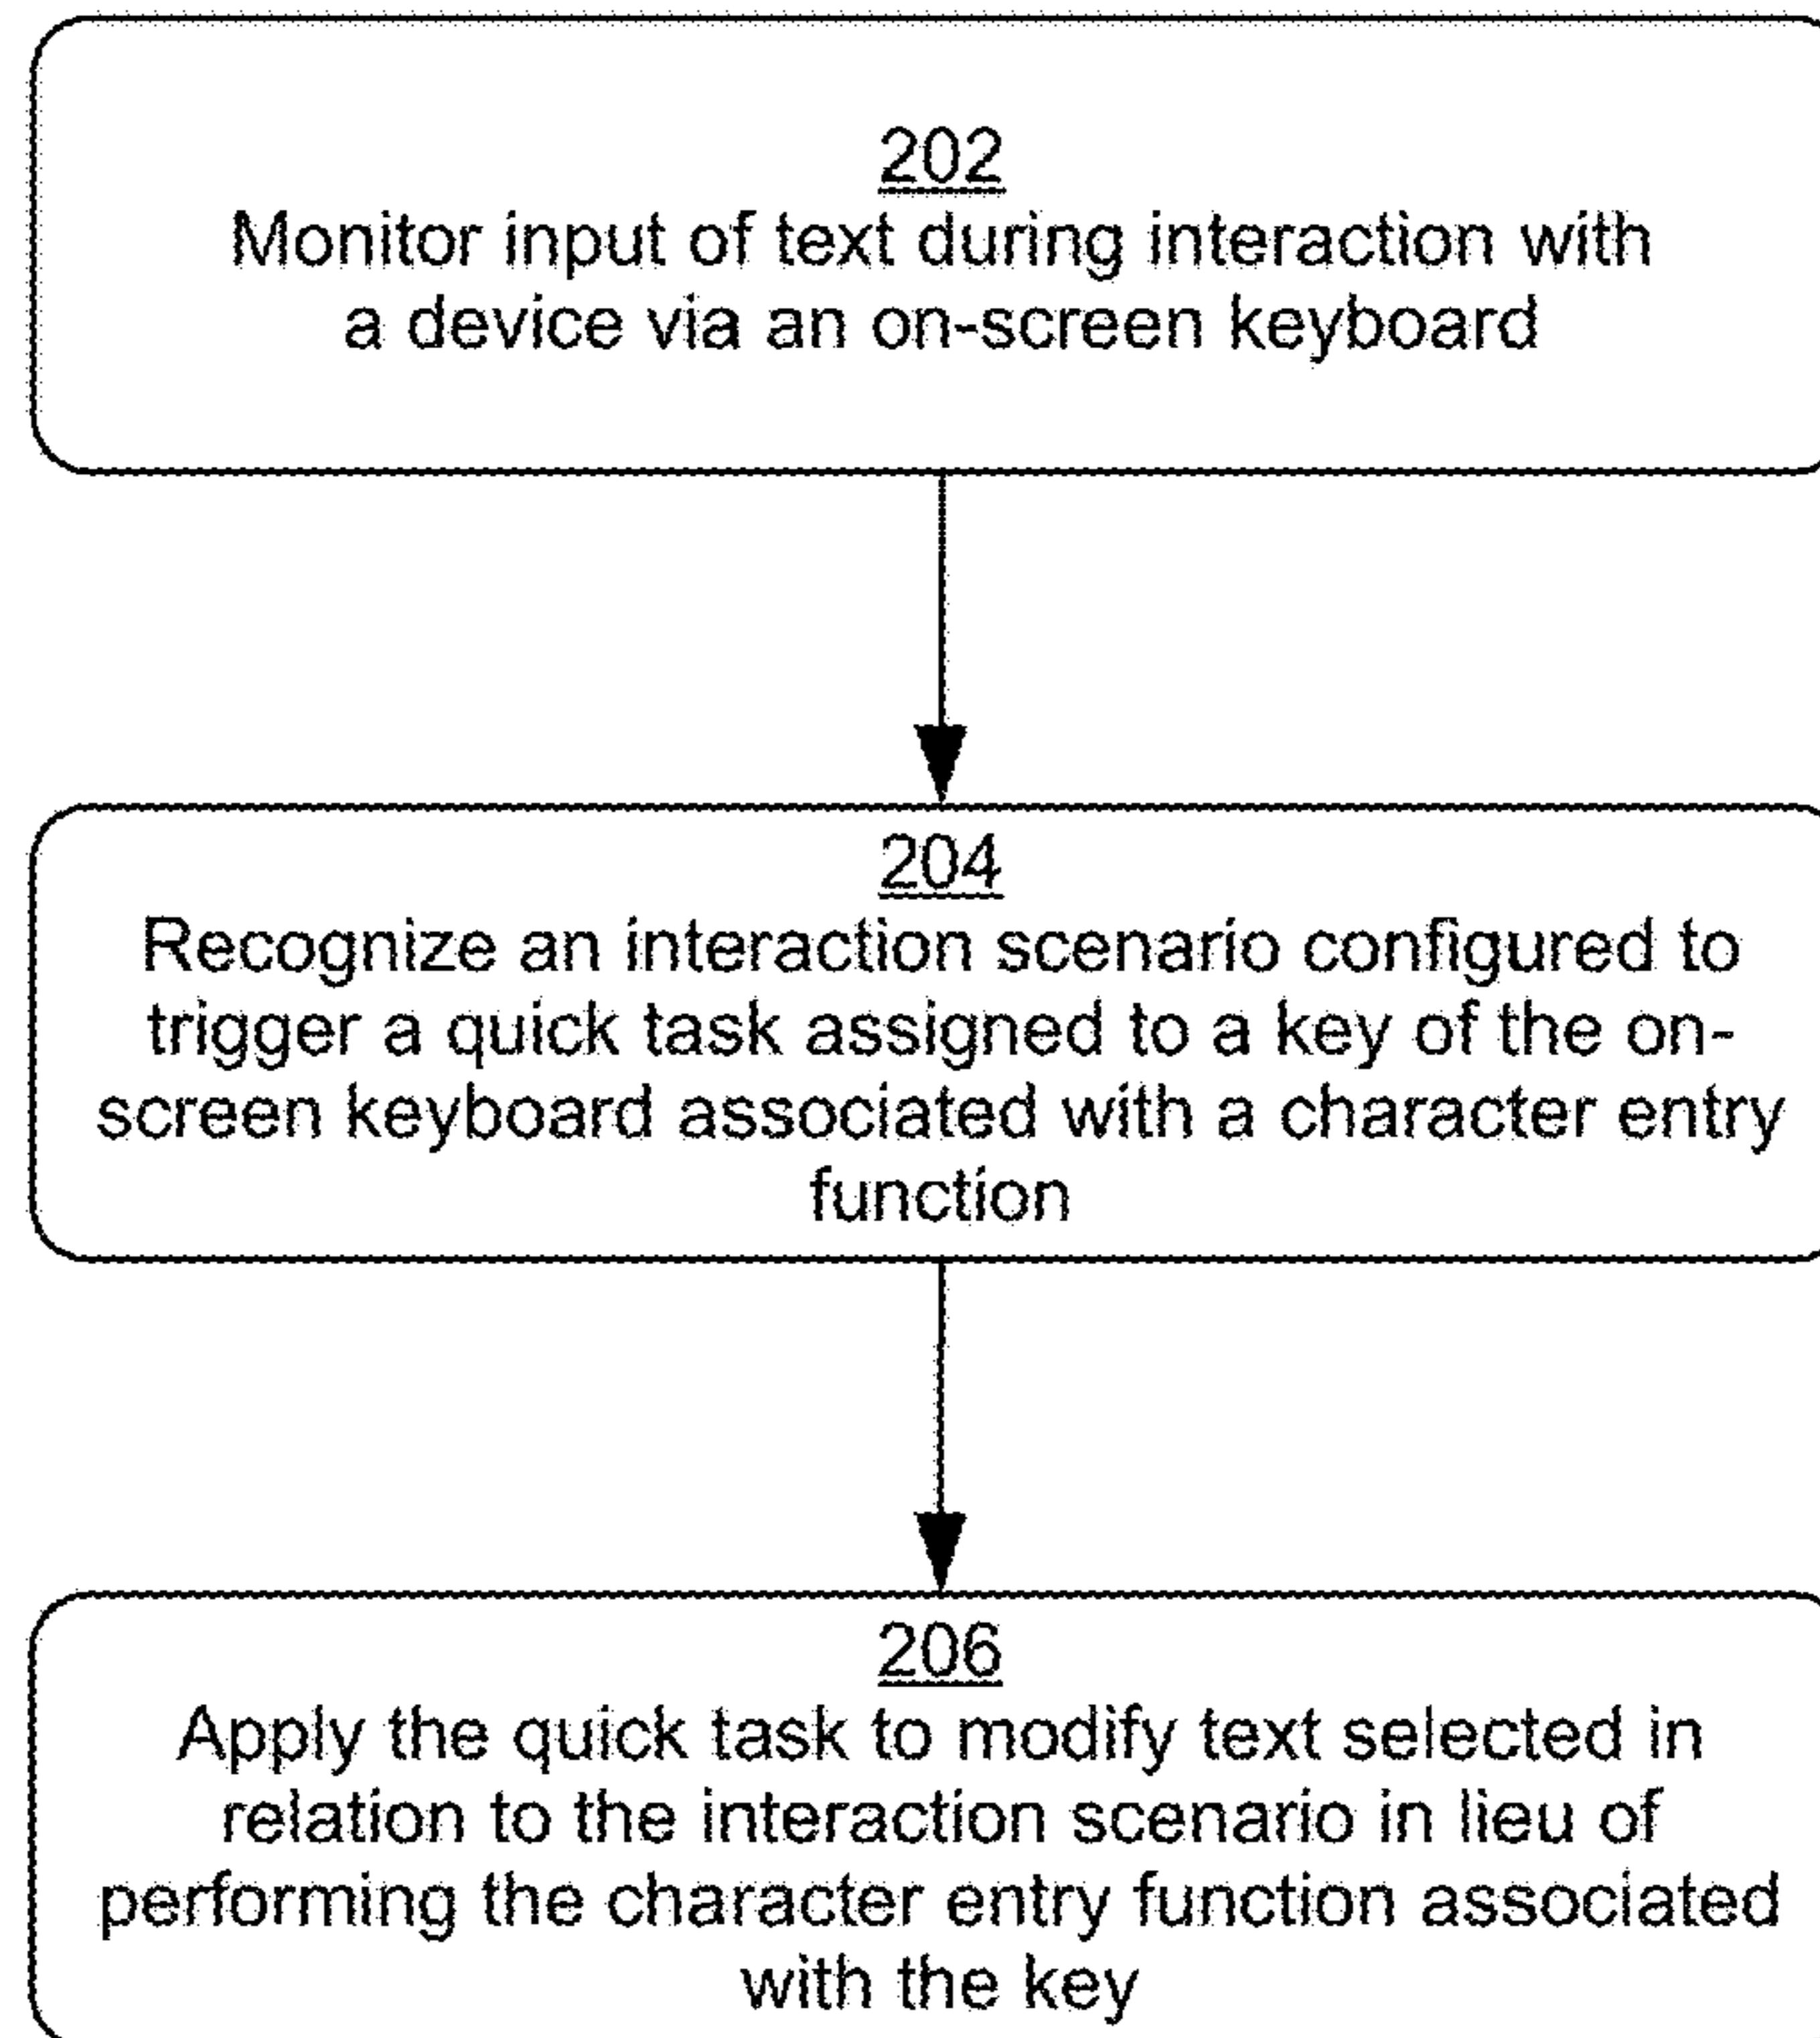 202
Monitor input of text during interaction with
a device via an on-screen keyboard
204
Recognize an interaction scenario configured to
trigger a quick task assigned to a key of the on-
screen keyboard associated with a character entry
function
206
Apply the quick task to modify text selected in
relation to the interaction scenario in lieu of
performing the character entry function associated
with the key